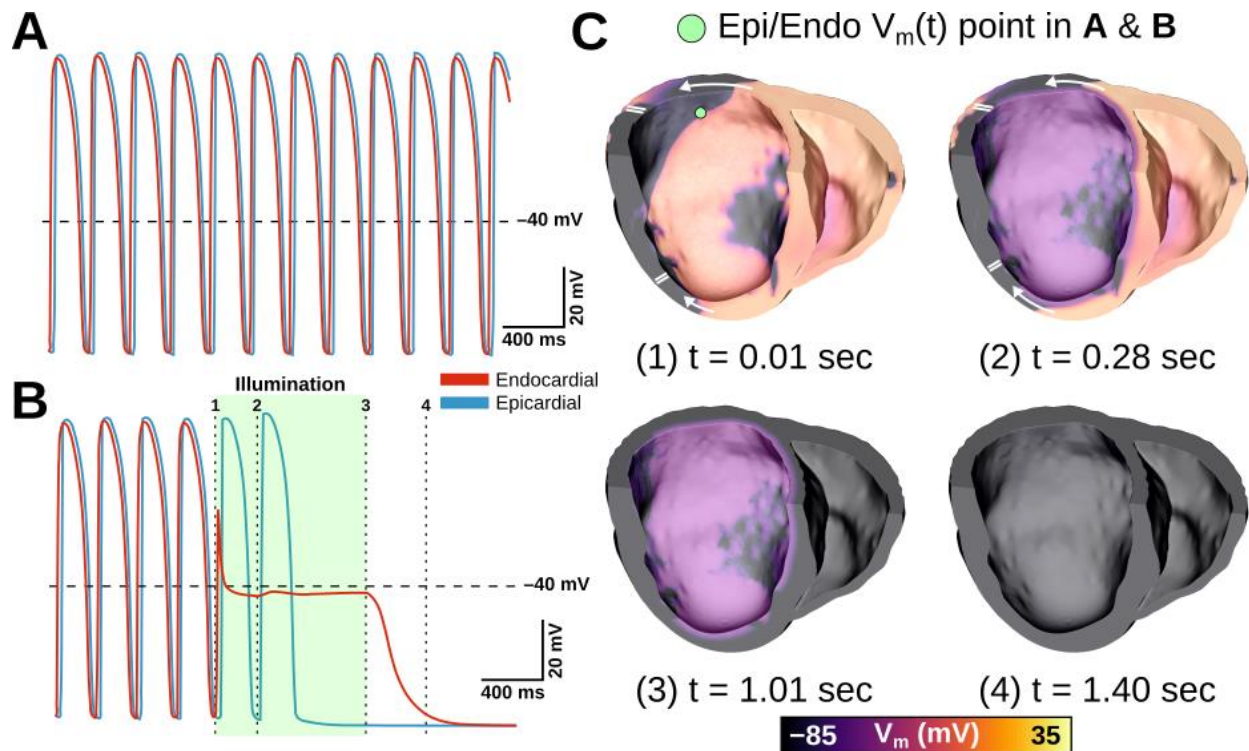 A
−40 mV
20 mV
400 ms
B
Illumination
Endocardial
Epicardial
1 2 3 4
−40 mV
20 mV
400 ms
C
Epi/Endo Vm(t) point in A & B
(1) t = 0.01 sec
(2) t = 0.28 sec
(3) t = 1.01 sec
(4) t = 1.40 sec
−85 Vm (mV) 35